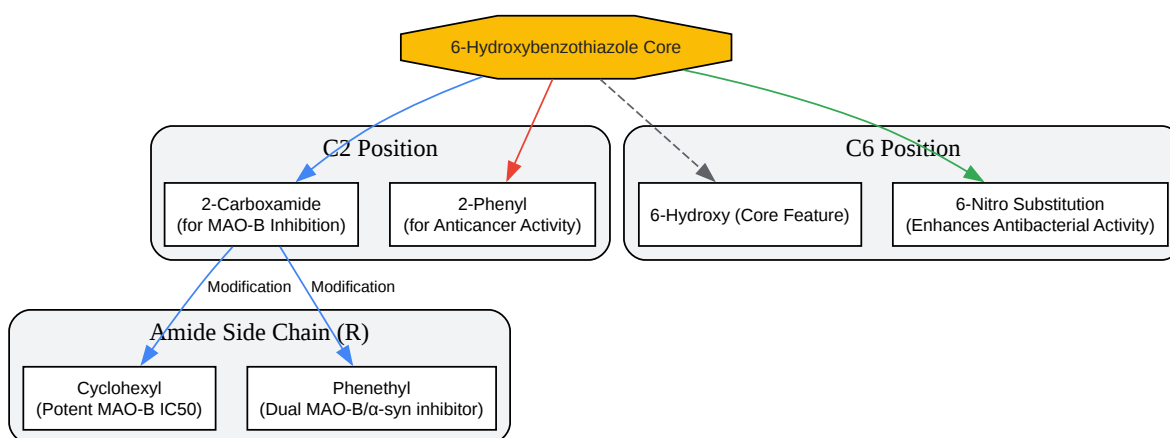 6-Hydroxybenzothiazole Core
C2 Position
C6 Position
2-Carboxamide
(for MAO-B Inhibition)
2-Phenyl
(for Anticancer Activity)
6-Hydroxy (Core Feature)
6-Nitro Substitution
(Enhances Antibacterial Activity)
Modification
Modification
Amide Side Chain (R)
Cyclohexyl
(Potent MAO-B IC50)
Phenethyl
(Dual MAO-B/α-syn inhibitor)